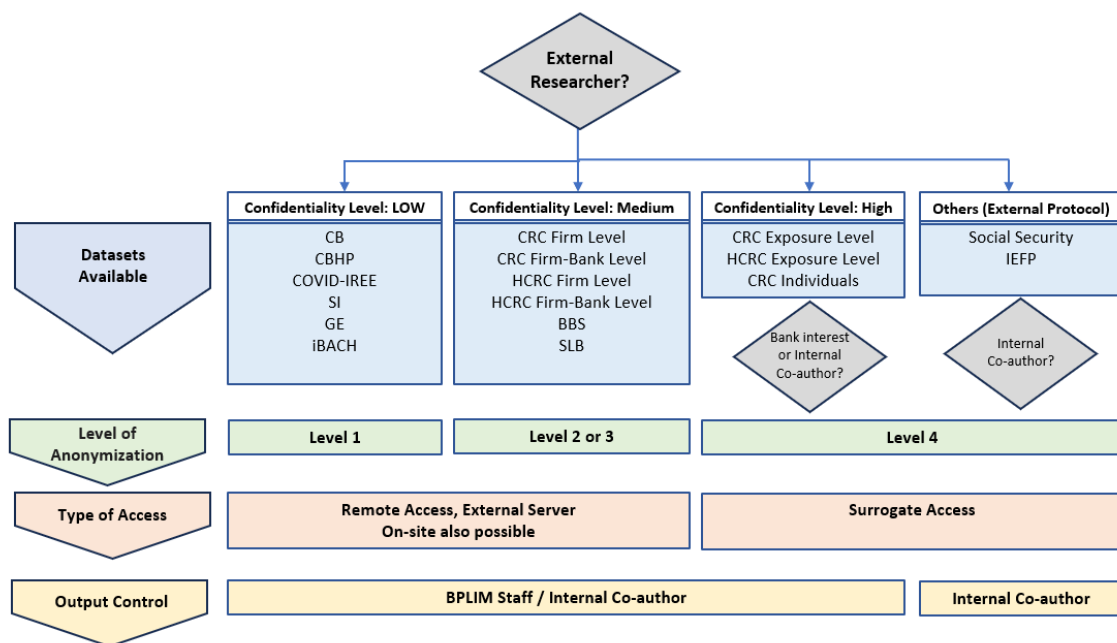 External
Researcher?
Confidentiality Level: LOW
Confidentiality Level: Medium
Confidentiality Level: High
Others (External Protocol)
Datasets
Available
CB
CBHP
COVID-IREE
SI
GE
iBACH
CRC Firm Level
CRC Firm-Bank Level
HCRC Firm Level
HCRC Firm-Bank Level
BBS
SLB
CRC Exposure Level
HCRC Exposure Level
CRC Individuals
Bank interest
or Internal
Co-author?
Social Security
IEFP
Internal
Co-author?
Level of
Anonymization
Level 1
Level 2 or 3
Level 4
Type of Access
Remote Access, External Server
On-site also possible
Surrogate Access
Output Control
BPLIM Staff / Internal Co-author
Internal Co-author